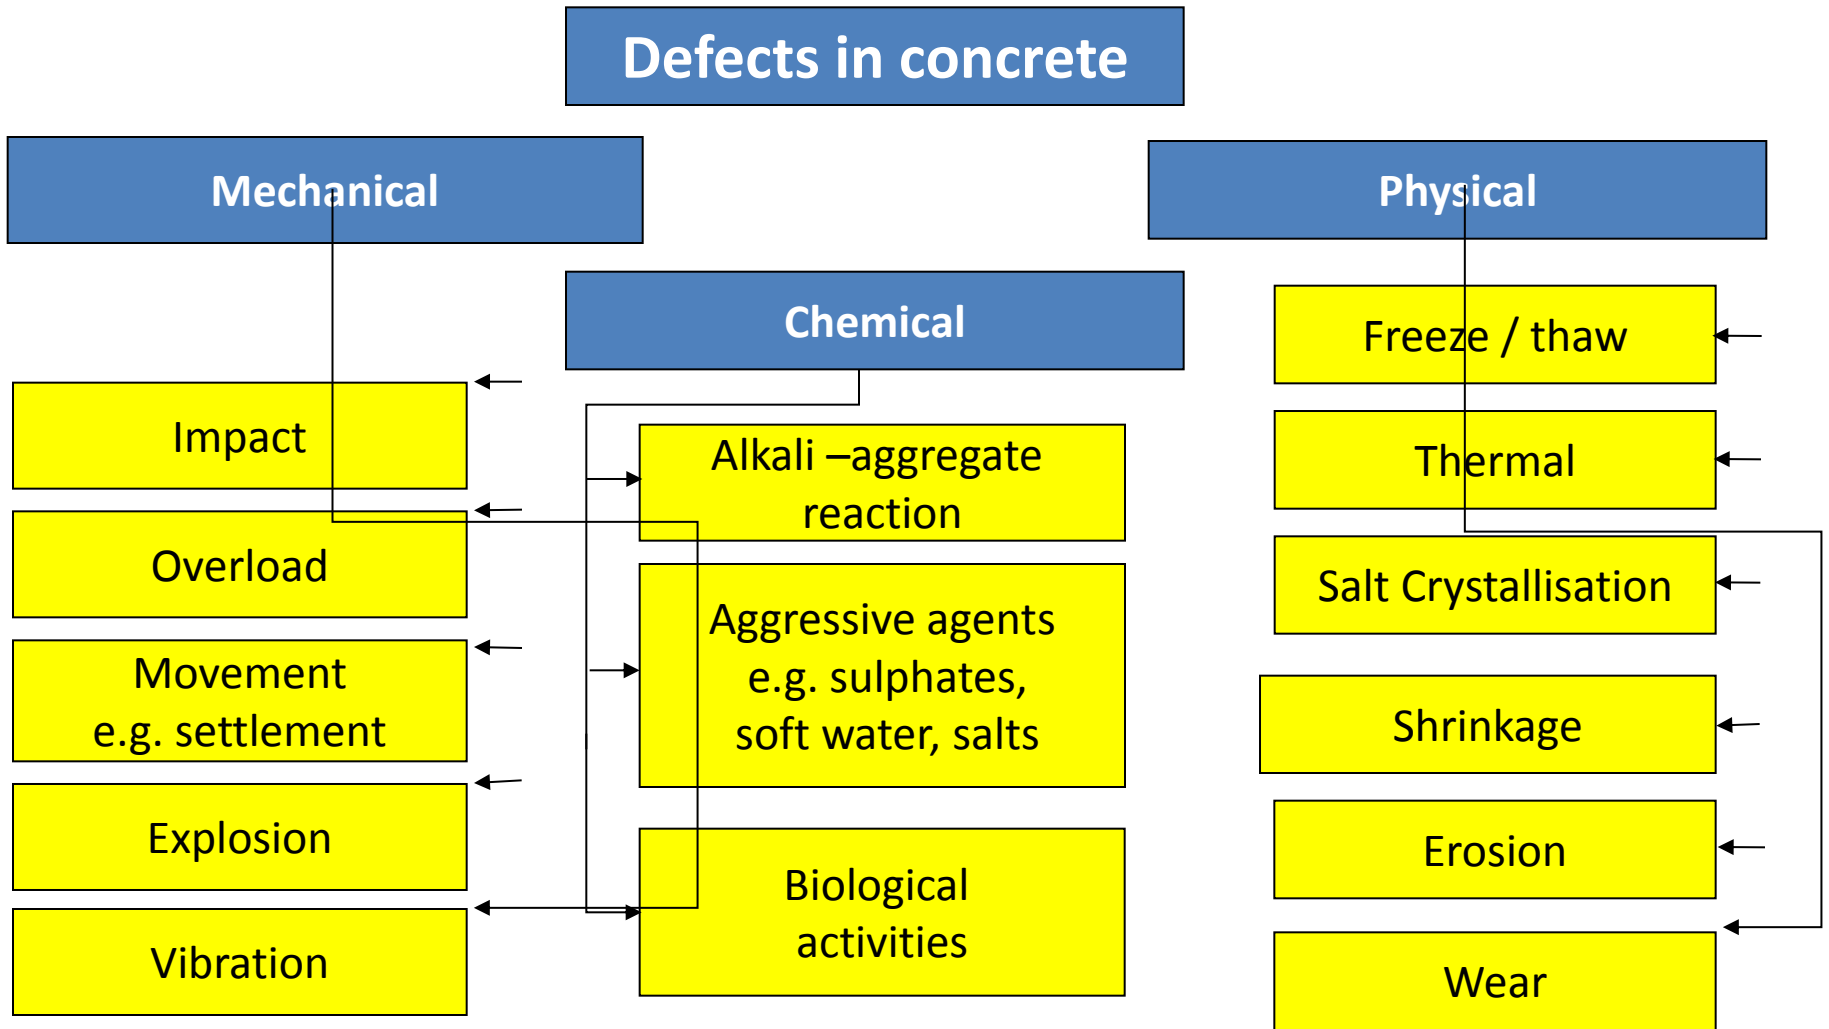 Defects in concrete
Mechanical
Physical
Chemical
Impact
Overload
Movement
e.g. settlement
Explosion
Vibration
Alkali –aggregate
reaction
Aggressive agents
e.g. sulphates,
soft water, salts
Biological
activities
Freeze / thaw
Thermal
Salt Crystallisation
Shrinkage
Erosion
Wear